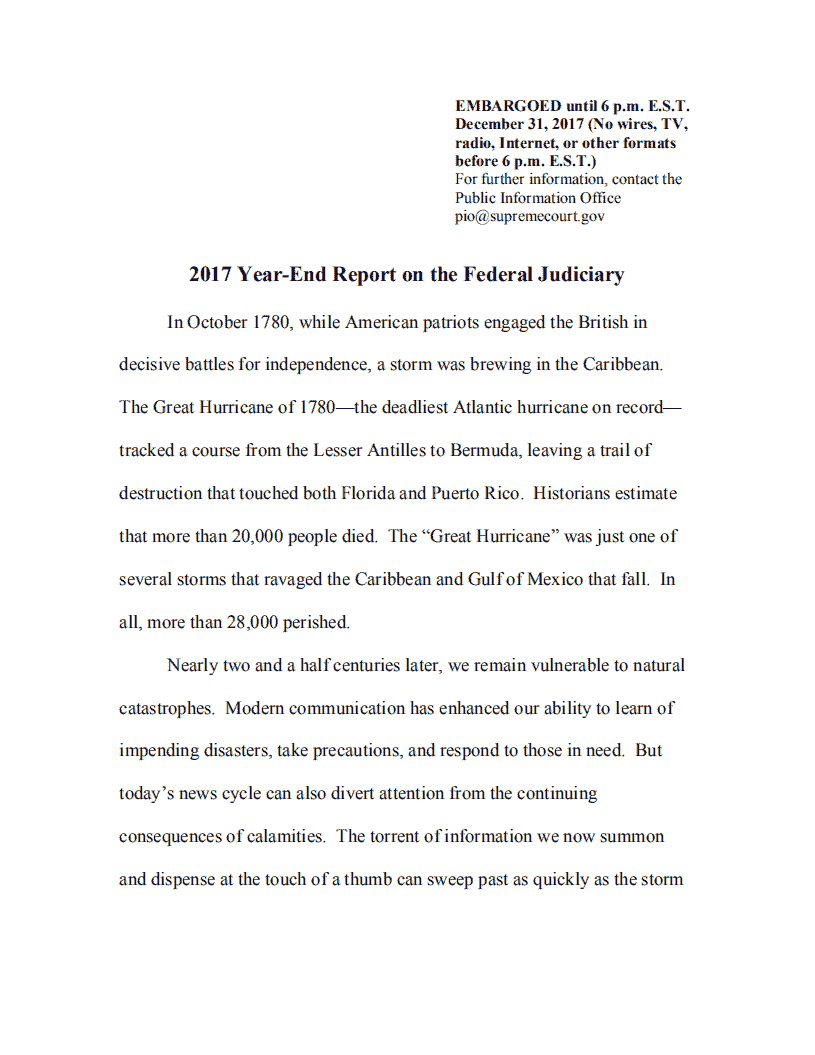 EMBARGOED until 6 p.m. E.S.T.
December 31, 2017 (No wires, TV,
radio, Internet, or other formats
before 6 p.m. E.S.T.)
For further information, contact the
Public Information Office
pio@supremecourt.gov
2017 Year-End Report on the Federal Judiciary
In October 1780, while American patriots engaged the British in
decisive battles for independence, a storm was brewing in the Caribbean.
The Great Hurricane of 1780—the deadliest Atlantic hurricane on record—
tracked a course from the Lesser Antilles to Bermuda, leaving a trail of
destruction that touched both Florida and Puerto Rico.  Historians estimate
that more than 20,000 people died.  The “Great Hurricane” was just one of
several storms that ravaged the Caribbean and Gulf of Mexico that fall.  In
all, more than 28,000 perished.
Nearly two and a half centuries later, we remain vulnerable to natural
catastrophes.  Modern communication has enhanced our ability to learn of
impending disasters, take precautions, and respond to those in need.  But
today’s news cycle can also divert attention from the continuing
consequences of calamities.  The torrent of information we now summon
and dispense at the touch of a thumb can sweep past as quickly as the storm